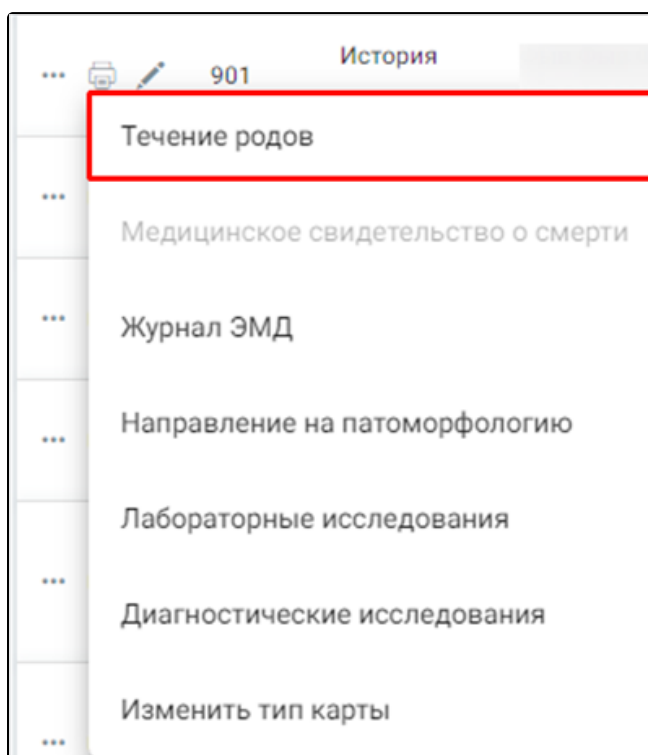 История
901
Течение родов
Медицинское свидетельство о смерти
Журнал ЭМД
Направление на патоморфологию
Лабораторные исследования
Диагностические исследования
Изменить тип карты